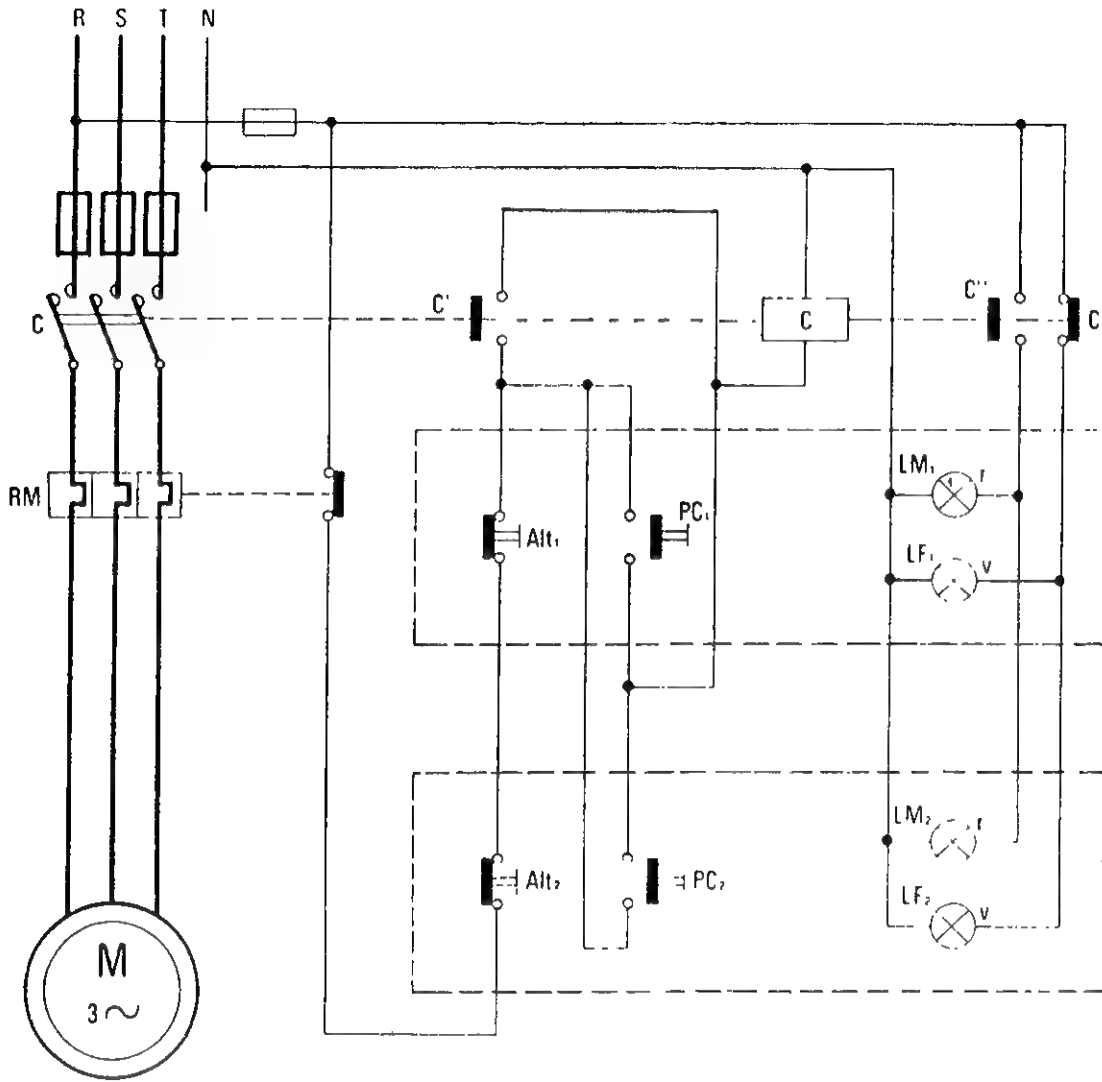 R S T N
C C' C C'' C
RM
LM₁ r
Alt₁ PC₁
LF₁ v
LM₂ r
Alt₂ PC₂
LF₂ v
M
3~